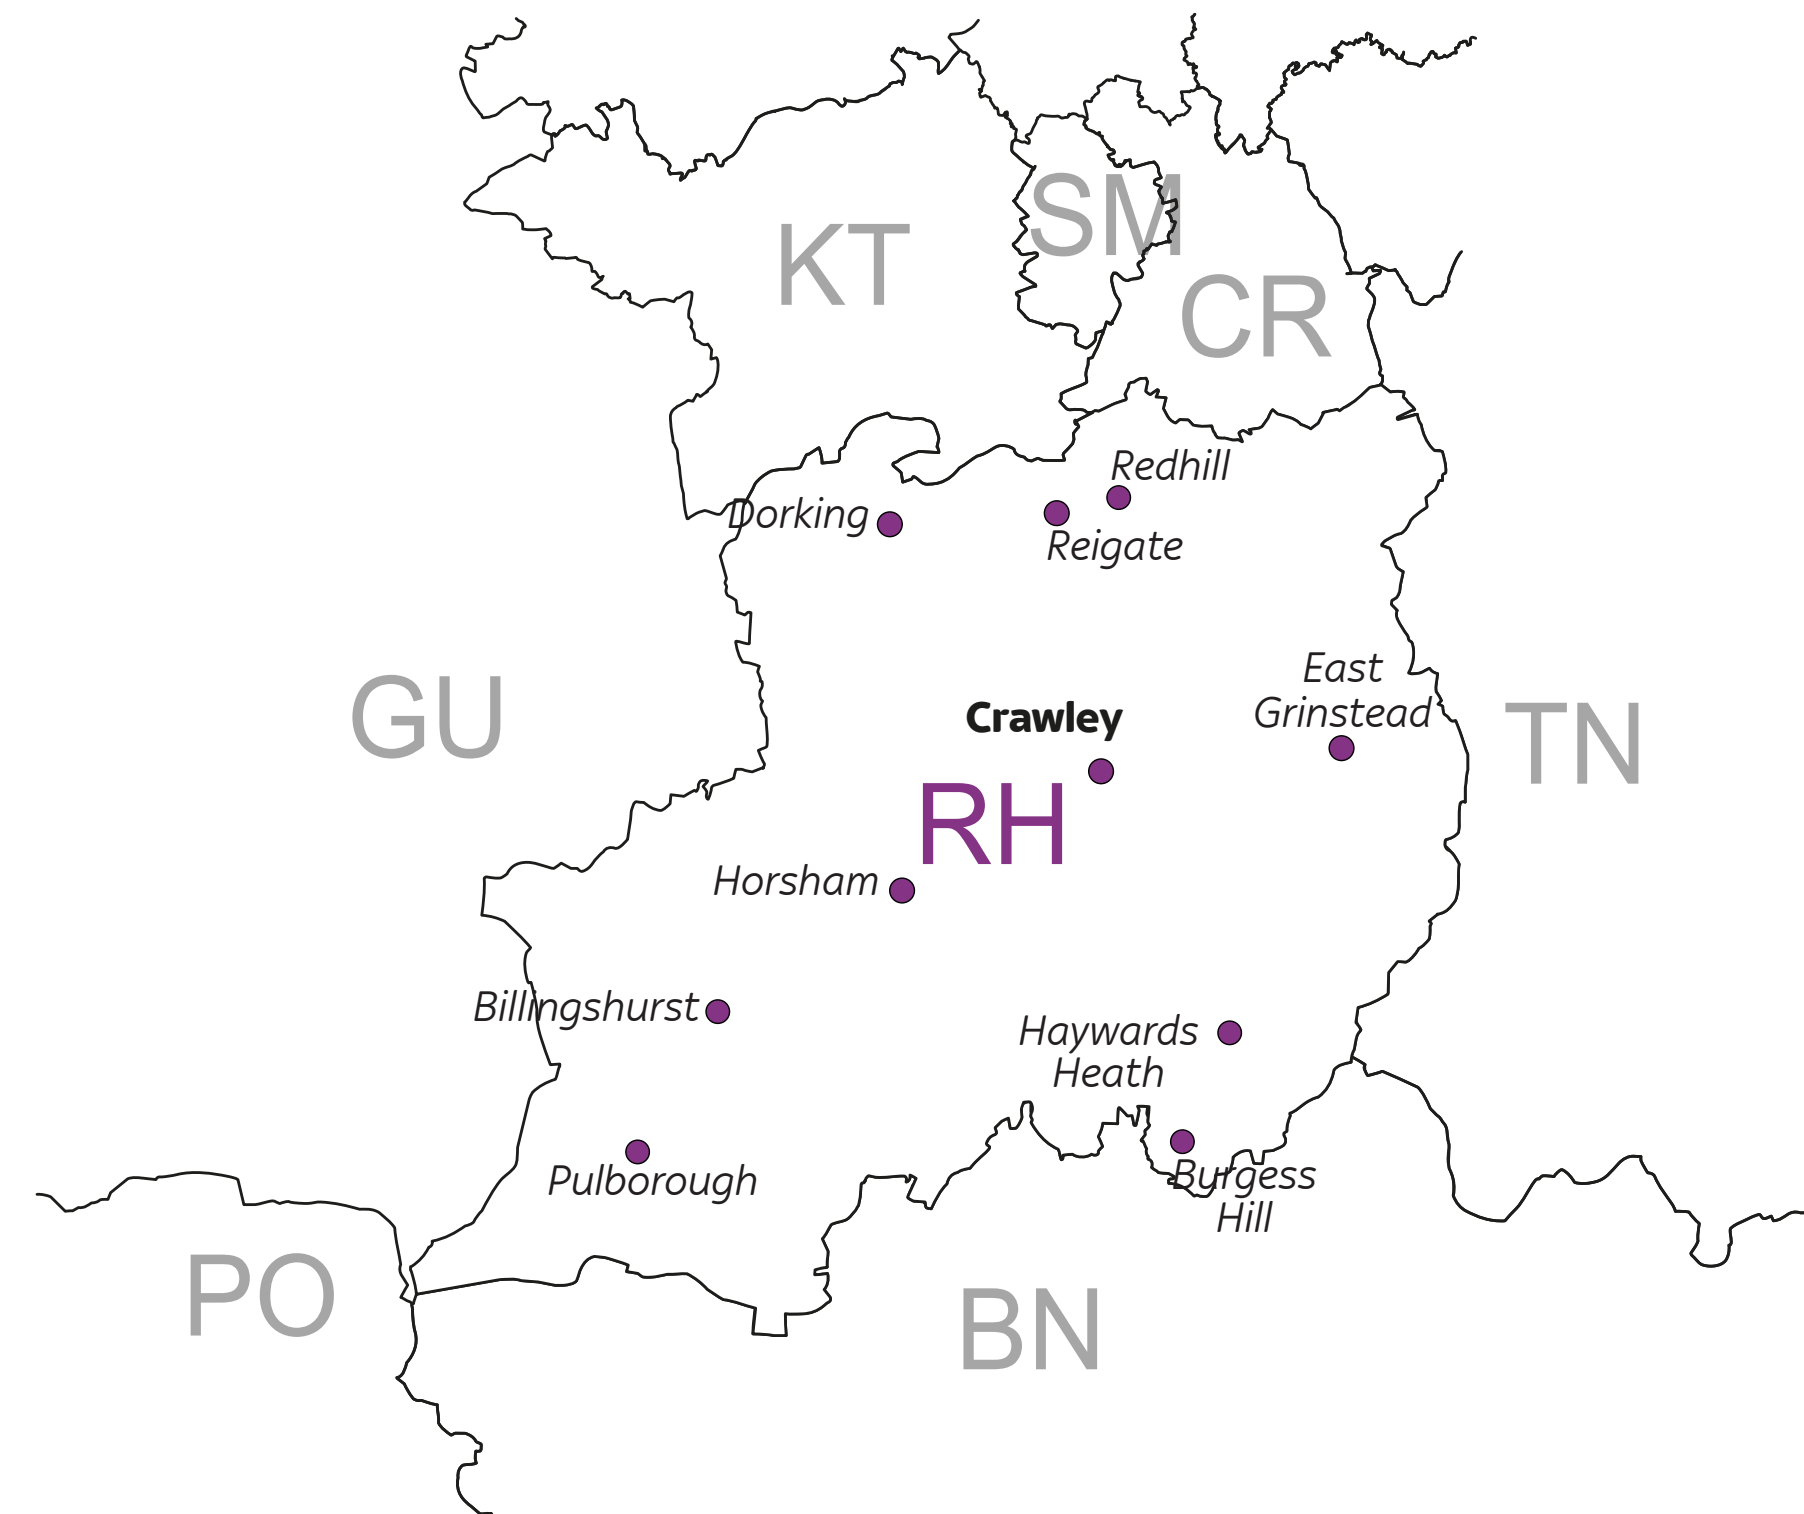 SM
KT
CR
Redhill
Dorking
Reigate
East
Grinstead
GU
Crawley
TN
RH
Horsham
Billingshurst
Haywards
Heath
Pulborough
Burgess
Hill
PO
BN